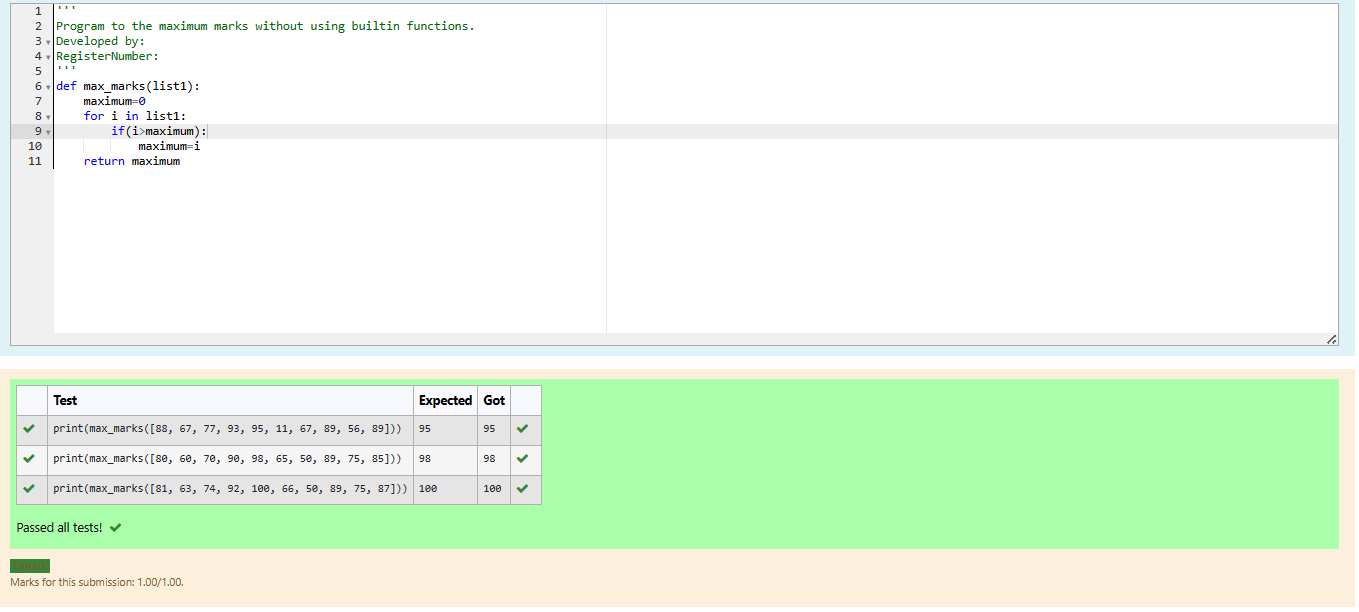 1 '''
2 Program to the maximum marks without using builtin functions.
3 Developed by:
4 RegisterNumber:
5 '''
6 def max_marks(list1):
7     maximum=0
8     for i in list1:
9         if(i>maximum):
10             maximum=i
11     return maximum
Test Expected Got
print(max_marks([88, 67, 77, 93, 95, 11, 67, 89, 56, 89])) 95 95
print(max_marks([80, 60, 70, 90, 98, 65, 50, 89, 75, 85])) 98 98
print(max_marks([81, 63, 74, 92, 100, 66, 50, 89, 75, 87])) 100 100
Passed all tests!
Correct
Marks for this submission: 1.00/1.00.